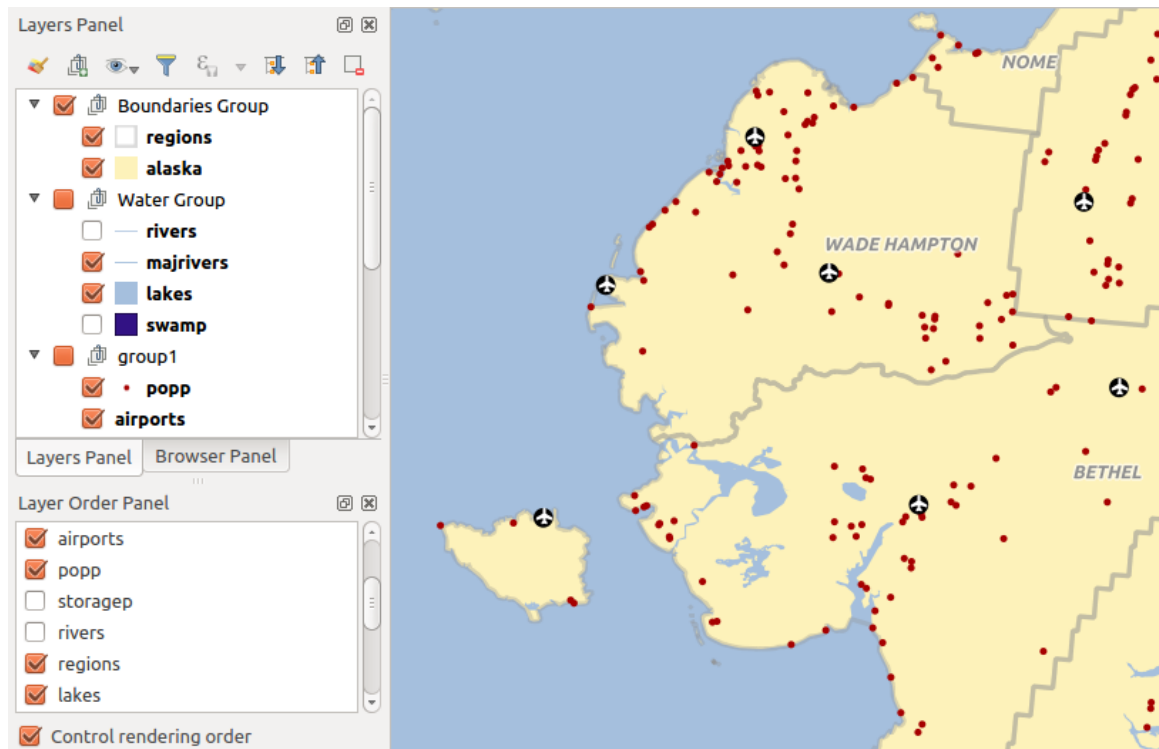 Layers Panel
Boundaries Group
regions
alaska
Water Group
rivers
majrivers
lakes
swamp
group1
popp
airports
Layers Panel
Browser Panel
Layer Order Panel
airports
popp
storagep
rivers
regions
lakes
Control rendering order
NOME
WADE HAMPTON
BETHEL